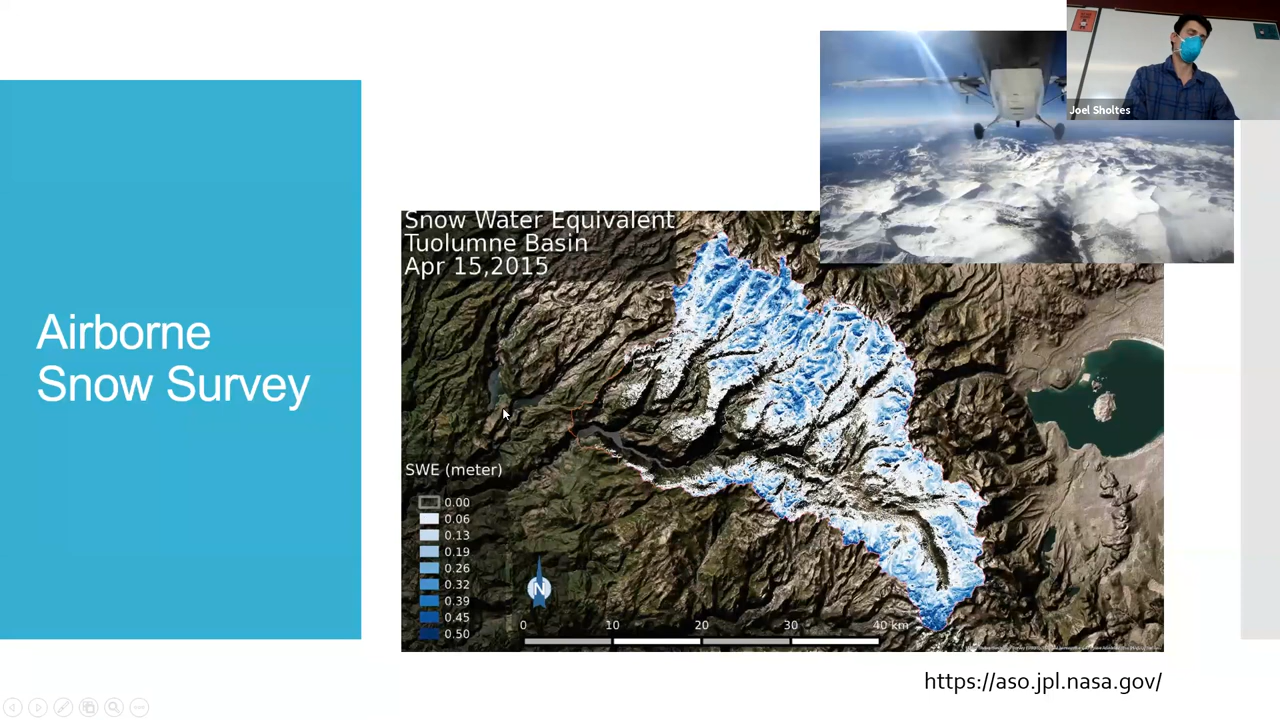 Joel Sholtes
Airborne
Snow Survey
Snow Water Equivalent
Tuolumne Basin
Apr 15,2015
SWE (meter)
0.00
0.06
0.13
0.19
0.26
0.32
0.39
0.45
0.50
N
0 10 20 30 40 km
https://aso.jpl.nasa.gov/